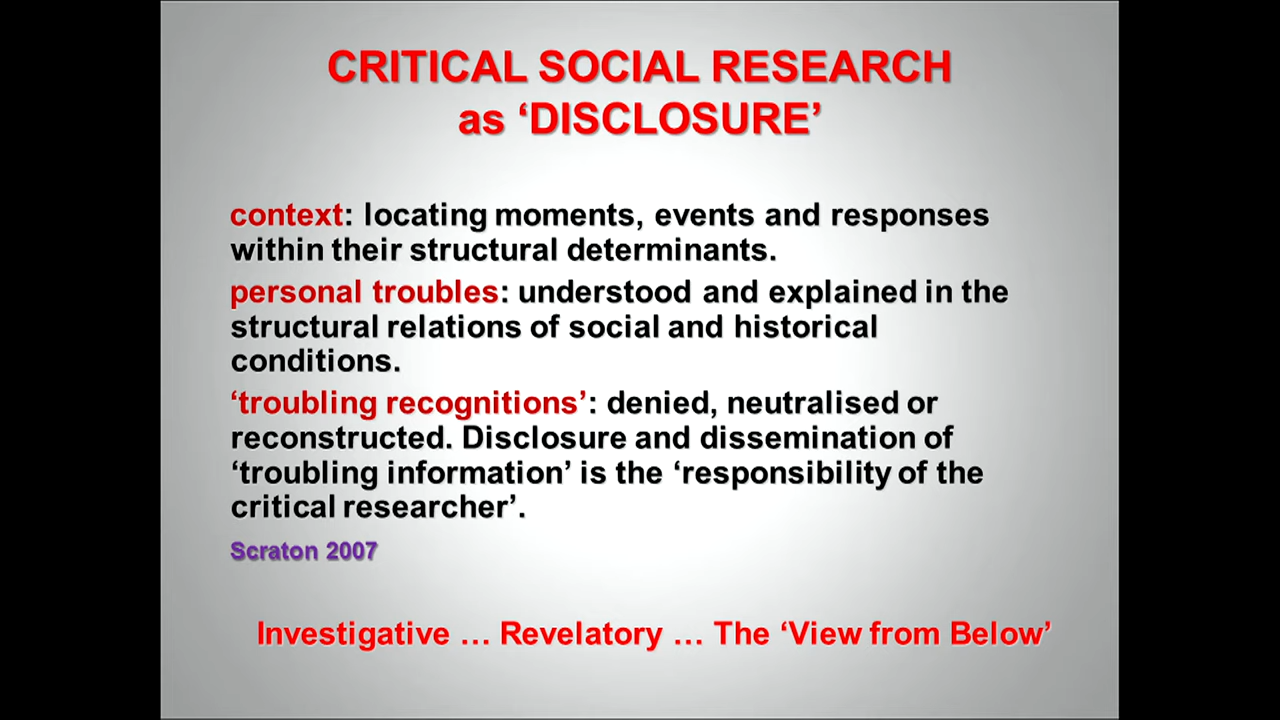 CRITICAL SOCIAL RESEARCH
as ‘DISCLOSURE’
context: locating moments, events and responses
within their structural determinants.
personal troubles: understood and explained in the
structural relations of social and historical
conditions.
‘troubling recognitions’: denied, neutralised or
reconstructed. Disclosure and dissemination of
‘troubling information’ is the ‘responsibility of the
critical researcher’.
Scraton 2007
Investigative … Revelatory … The ‘View from Below’